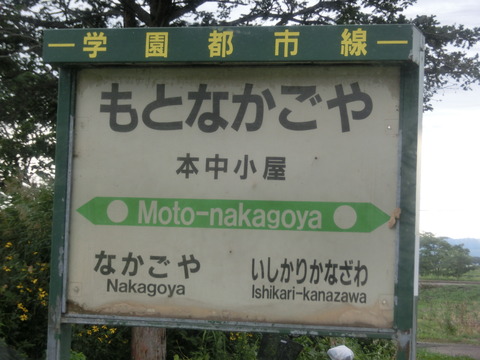 学園都市線
もとなかごや
本中小屋
Moto-nakagoya
なかごや
Nakagoya
いしかりかなざわ
Ishikari-kanazawa